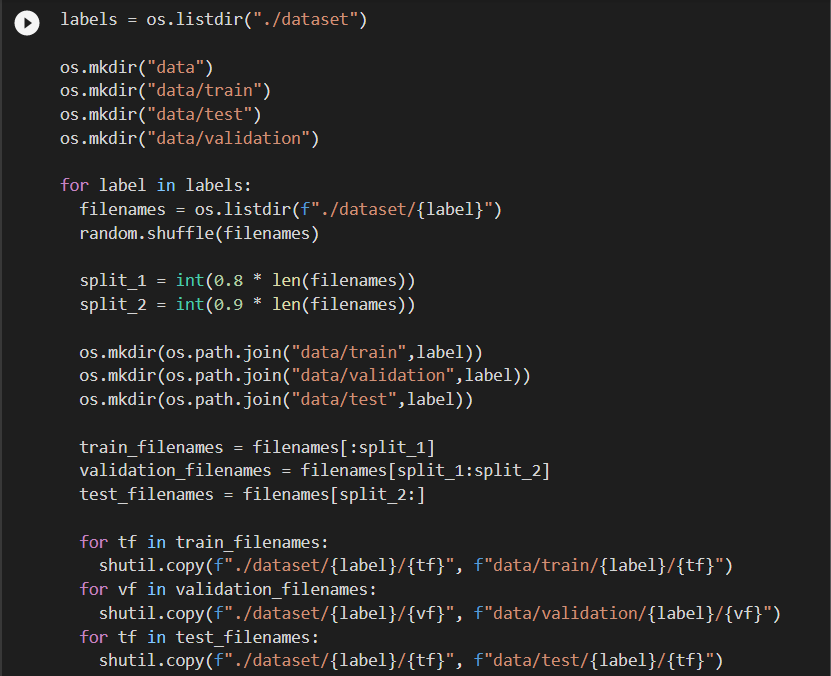 labels = os.listdir("./dataset")

os.mkdir("data")
os.mkdir("data/train")
os.mkdir("data/test")
os.mkdir("data/validation")

for label in labels:
  filenames = os.listdir(f"./dataset/{label}")
  random.shuffle(filenames)

  split_1 = int(0.8 * len(filenames))
  split_2 = int(0.9 * len(filenames))

  os.mkdir(os.path.join("data/train",label))
  os.mkdir(os.path.join("data/validation",label))
  os.mkdir(os.path.join("data/test",label))

  train_filenames = filenames[:split_1]
  validation_filenames = filenames[split_1:split_2]
  test_filenames = filenames[split_2:]

  for tf in train_filenames:
    shutil.copy(f"./dataset/{label}/{tf}", f"data/train/{label}/{tf}")
  for vf in validation_filenames:
    shutil.copy(f"./dataset/{label}/{vf}", f"data/validation/{label}/{vf}")
  for tf in test_filenames:
    shutil.copy(f"./dataset/{label}/{tf}", f"data/test/{label}/{tf}")